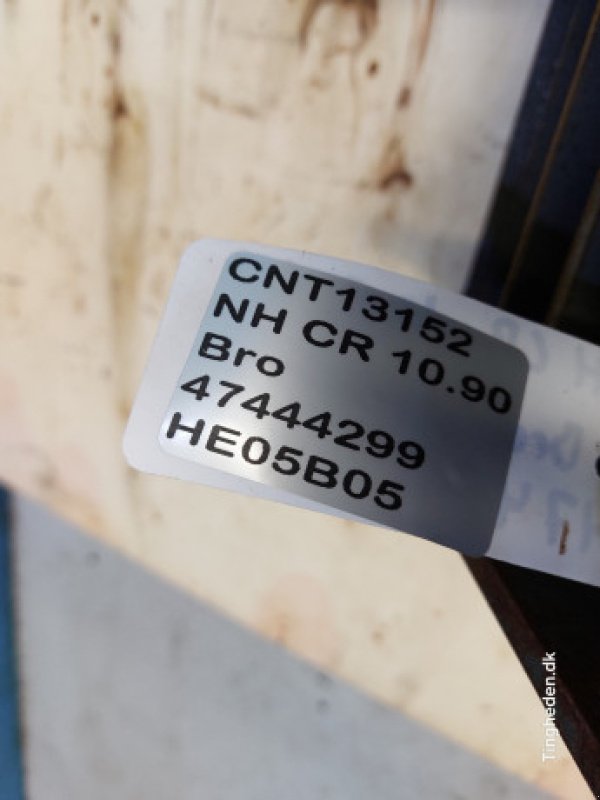 CNT13152
NH CR 10.90
Bro
47444299
HE05B05
Tingheden.dk